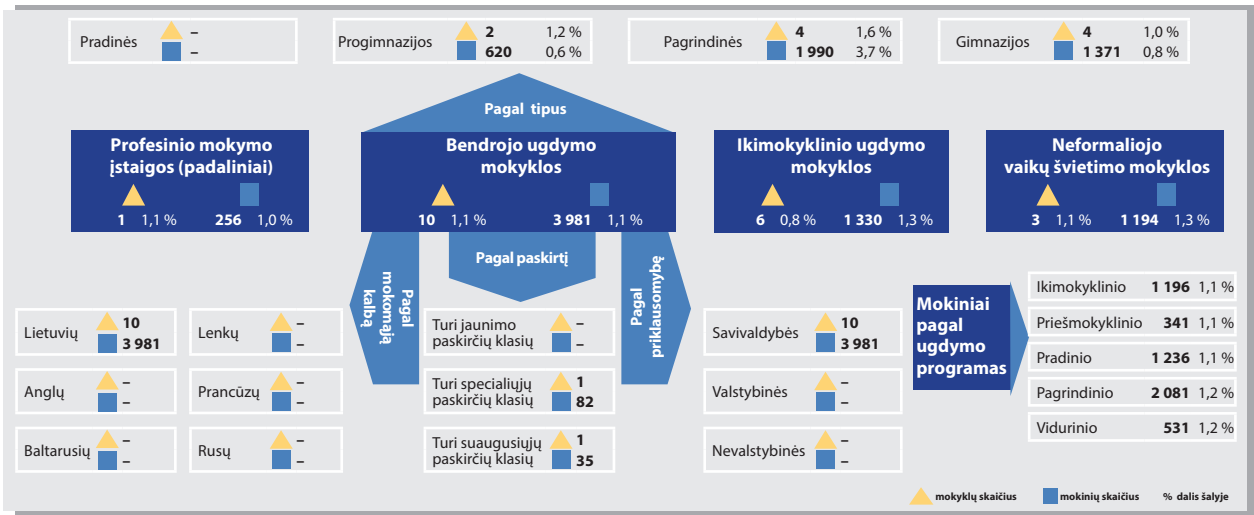 Pradinės
–
–
Progimnazijos
2 1,2 %
620 0,6 %
Pagrindinės
4 1,6 %
1 990 3,7 %
Gimnazijos
4 1,0 %
1 371 0,8 %
Pagal tipus
Profesinio mokymo
įstaigos (padaliniai)
1 1,1 % 256 1,0 %
Bendrojo ugdymo
mokyklos
10 1,1 % 3 981 1,1 %
Ikimokyklinio ugdymo
mokyklos
6 0,8 % 1 330 1,3 %
Neformaliojo
vaikų švietimo mokyklos
3 1,1 % 1 194 1,3 %
Pagal
mokomąją
kalbą
Pagal paskirtį
Pagal
priklausomybę
Lietuvių
10
3 981
Lenkų
–
–
Anglų
–
–
Prancūzų
–
–
Baltarusių
–
–
Rusų
–
–
Turi jaunimo
paskirčių klasių
–
–
Turi specialiųjų
paskirčių klasių
1
82
Turi suaugusiųjų
paskirčių klasių
1
35
Savivaldybės
10
3 981
Valstybinės
–
–
Nevalstybinės
–
–
Mokiniai
pagal
ugdymo
programas
Ikimokyklinio 1 196 1,1 %
Priešmokyklinio 341 1,1 %
Pradinio 1 236 1,1 %
Pagrindinio 2 081 1,2 %
Vidurinio 531 1,2 %
mokyklų skaičius mokinių skaičius % dalis šalyje